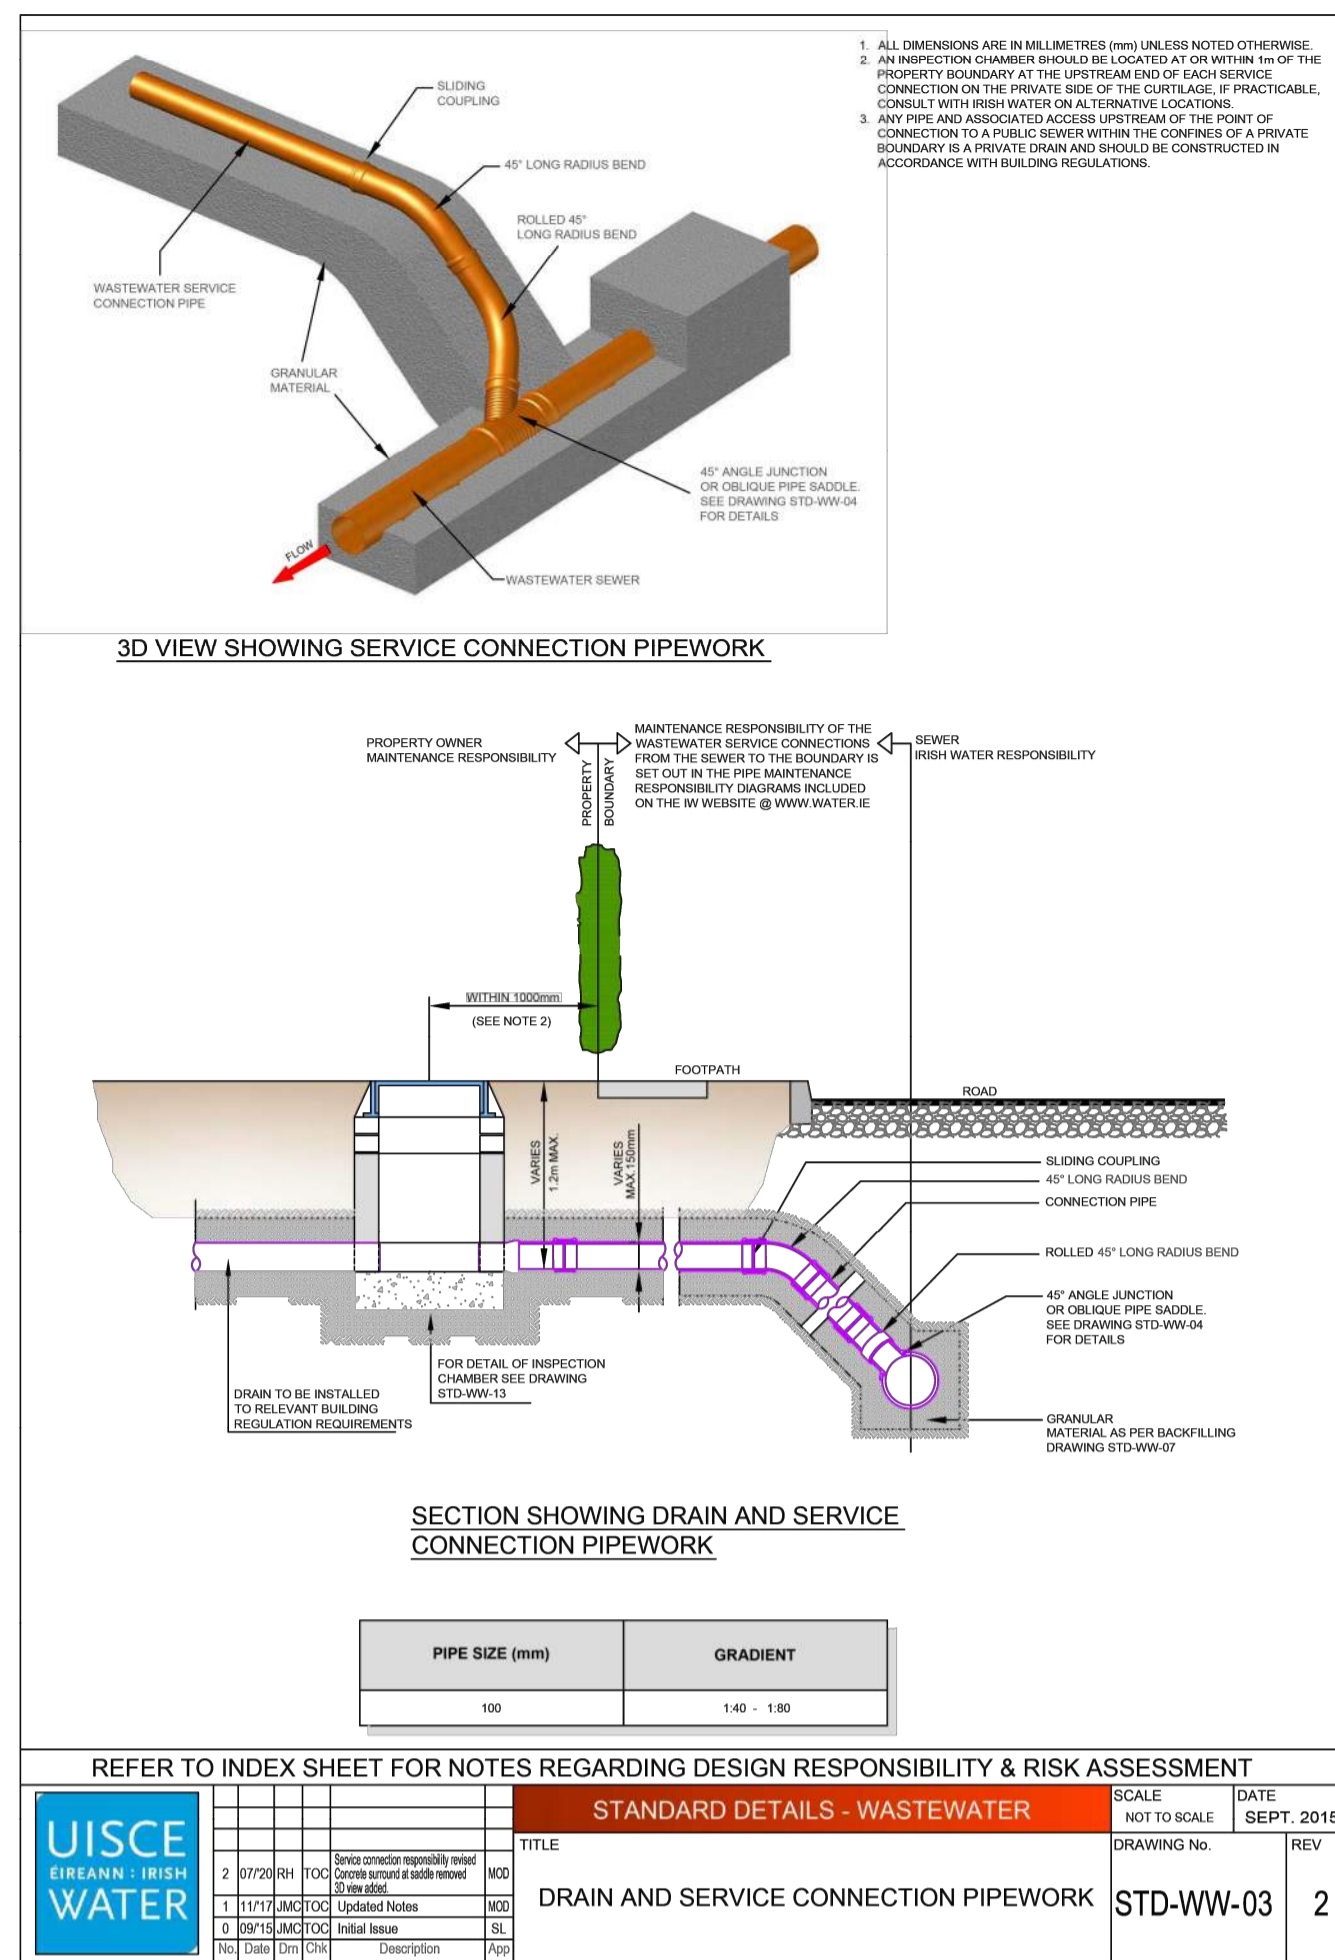 1. ALL DIMENSIONS ARE IN MILLIMETRES (mm) UNLESS NOTED OTHERWISE.
2. AN INSPECTION CHAMBER SHOULD BE LOCATED AT OR WITHIN 1m OF THE
PROPERTY BOUNDARY AT THE UPSTREAM END OF EACH SERVICE
CONNECTION ON THE PRIVATE SIDE OF THE CURTILAGE, IF PRACTICABLE,
CONSULT WITH IRISH WATER ON ALTERNATIVE LOCATIONS.
3. ANY PIPE AND ASSOCIATED ACCESS UPSTREAM OF THE POINT OF
CONNECTION TO A PUBLIC SEWER WITHIN THE CONFINES OF A PRIVATE
BOUNDARY IS A PRIVATE DRAIN AND SHOULD BE CONSTRUCTED IN
ACCORDANCE WITH BUILDING REGULATIONS.
SLIDING
COUPLING
45° LONG RADIUS BEND
ROLLED 45°
LONG RADIUS BEND
WASTEWATER SERVICE
CONNECTION PIPE
GRANULAR
MATERIAL
45° ANGLE JUNCTION
OR OBLIQUE PIPE SADDLE.
SEE DRAWING STD-WW-04
FOR DETAILS
FLOW
WASTEWATER SEWER
3D VIEW SHOWING SERVICE CONNECTION PIPEWORK
PROPERTY OWNER
MAINTENANCE RESPONSIBILITY
PROPERTY
BOUNDARY
MAINTENANCE RESPONSIBILITY OF THE
WASTEWATER SERVICE CONNECTIONS
FROM THE SEWER TO THE BOUNDARY IS
SET OUT IN THE PIPE MAINTENANCE
RESPONSIBILITY DIAGRAMS INCLUDED
ON THE IW WEBSITE @ WWW.WATER.IE
SEWER
IRISH WATER RESPONSIBILITY
WITHIN 1000mm
(SEE NOTE 2)
FOOTPATH
ROAD
VARIES
1.2m MAX.
VARIES
MAX.150mm
SLIDING COUPLING
45° LONG RADIUS BEND
CONNECTION PIPE
ROLLED 45° LONG RADIUS BEND
45° ANGLE JUNCTION
OR OBLIQUE PIPE SADDLE.
SEE DRAWING STD-WW-04
FOR DETAILS
FOR DETAIL OF INSPECTION
CHAMBER SEE DRAWING
STD-WW-13
DRAIN TO BE INSTALLED
TO RELEVANT BUILDING
REGULATION REQUIREMENTS
GRANULAR
MATERIAL AS PER BACKFILLING
DRAWING STD-WW-07
SECTION SHOWING DRAIN AND SERVICE
CONNECTION PIPEWORK
PIPE SIZE (mm) GRADIENT
100 1:40 - 1:80
REFER TO INDEX SHEET FOR NOTES REGARDING DESIGN RESPONSIBILITY & RISK ASSESSMENT
UISCE
ÉIREANN : IRISH
WATER
2 07/'20 RH TOC Service connection responsibility revised
Concrete surround at saddle removed
3D view added. MOD
1 11/'17 JMC TOC Updated Notes MOD
0 09/'15 JMC TOC Initial Issue SL
No. Date Drn Chk Description App
STANDARD DETAILS - WASTEWATER
TITLE
DRAIN AND SERVICE CONNECTION PIPEWORK
SCALE
NOT TO SCALE
DATE
SEPT. 2015
DRAWING No.
STD-WW-03
REV
2